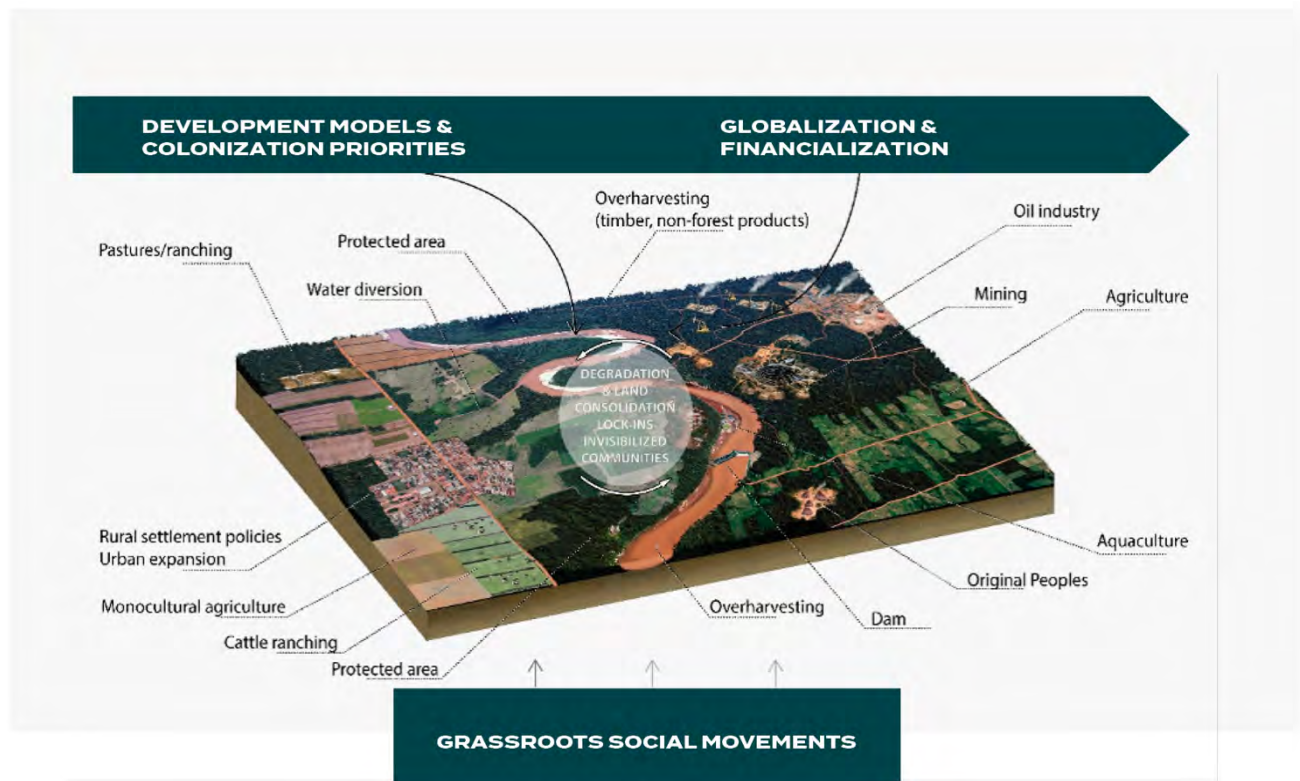 DEVELOPMENT MODELS &
COLONIZATION PRIORITIES
GLOBALIZATION &
FINANCIALIZATION
Overharvesting
(timber, non-forest products)
Oil industry
Protected area
Pastures/ranching
Water diversion
Mining
Agriculture
DEGRADATION
& LAND
CONSOLIDATION
LOCK-INS
INVISIBILIZED
COMMUNITIES
Rural settlement policies
Urban expansion
Aquaculture
Original Peoples
Monocultural agriculture
Overharvesting
Dam
Cattle ranching
Protected area
GRASSROOTS SOCIAL MOVEMENTS